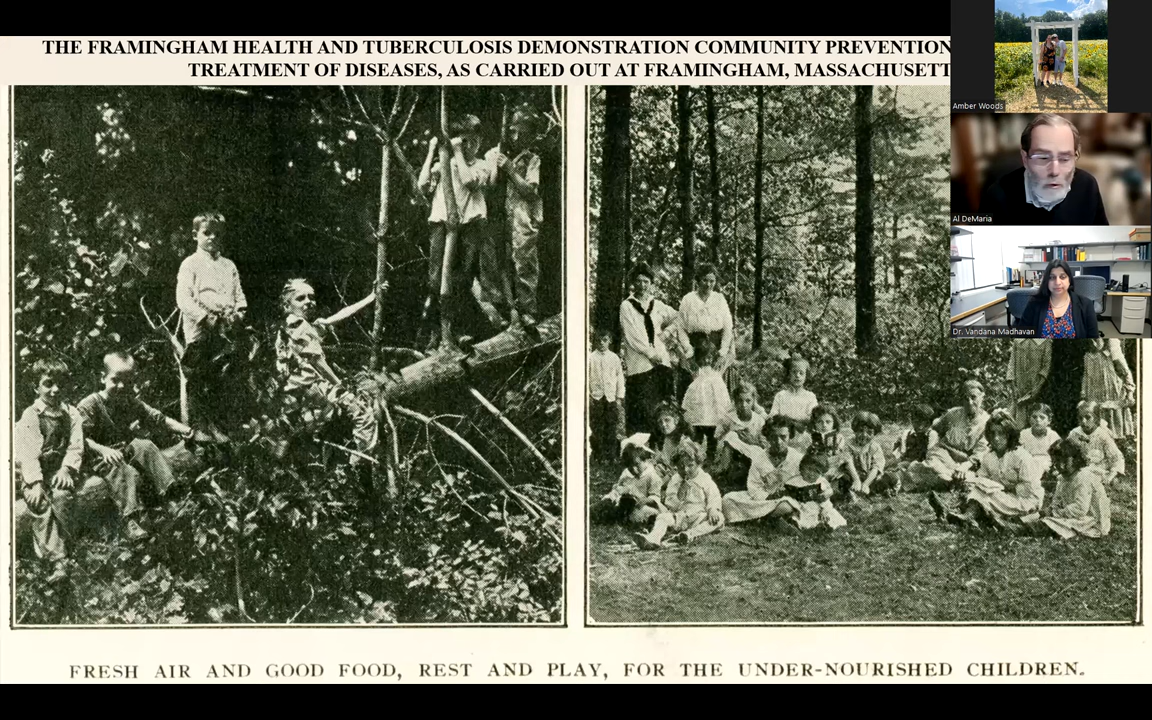 THE FRAMINGHAM HEALTH AND TUBERCULOSIS DEMONSTRATION COMMUNITY PREVENTION
TREATMENT OF DISEASES, AS CARRIED OUT AT FRAMINGHAM, MASSACHUSETT
Amber Woods
Al DeMaria
Dr. Vandana Madhavan
FRESH AIR AND GOOD FOOD, REST AND PLAY, FOR THE UNDER-NOURISHED CHILDREN.